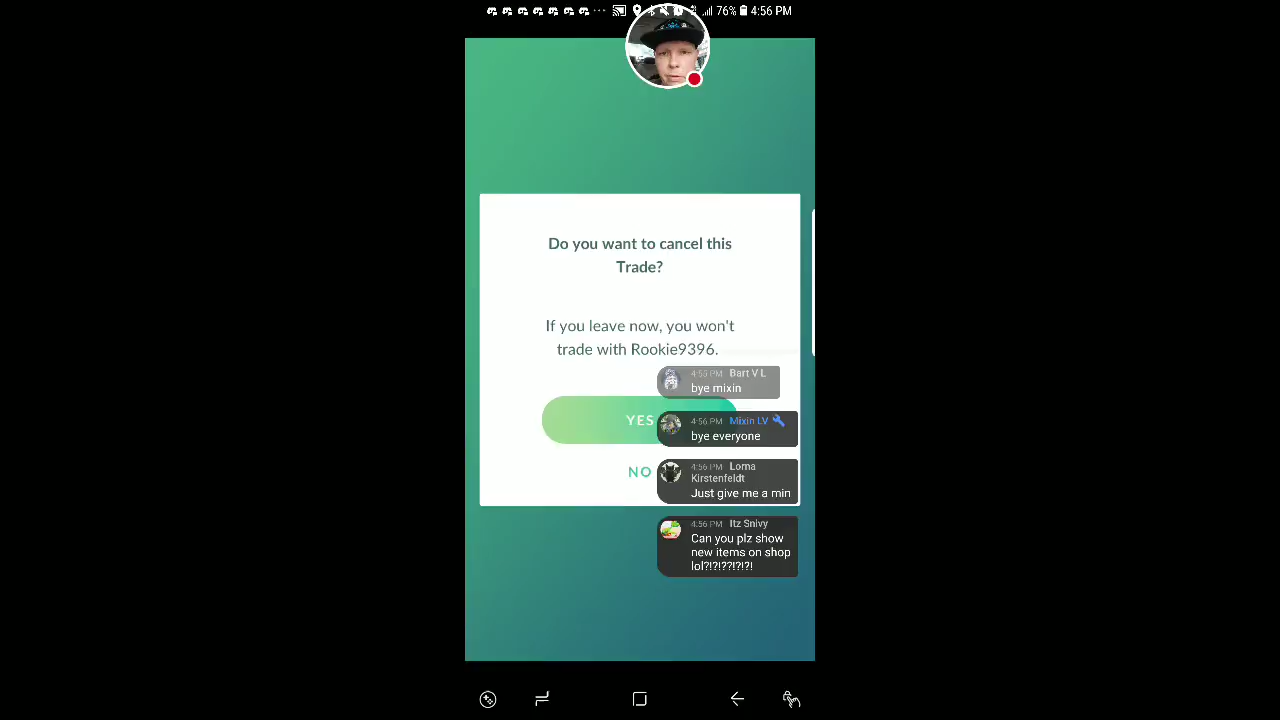 76% 4:56 PM
Do you want to cancel this
Trade?
If you leave now, you won't
trade with Rookie9396.
4:55 PM Bart V L
bye mixin
YES
4:56 PM Mixin LV
bye everyone
NO
4:56 PM Lorna
Kirstenfeldt
Just give me a min
4:56 PM Itz Snivy
Can you plz show
new items on shop
lol?!?!??!?!?!